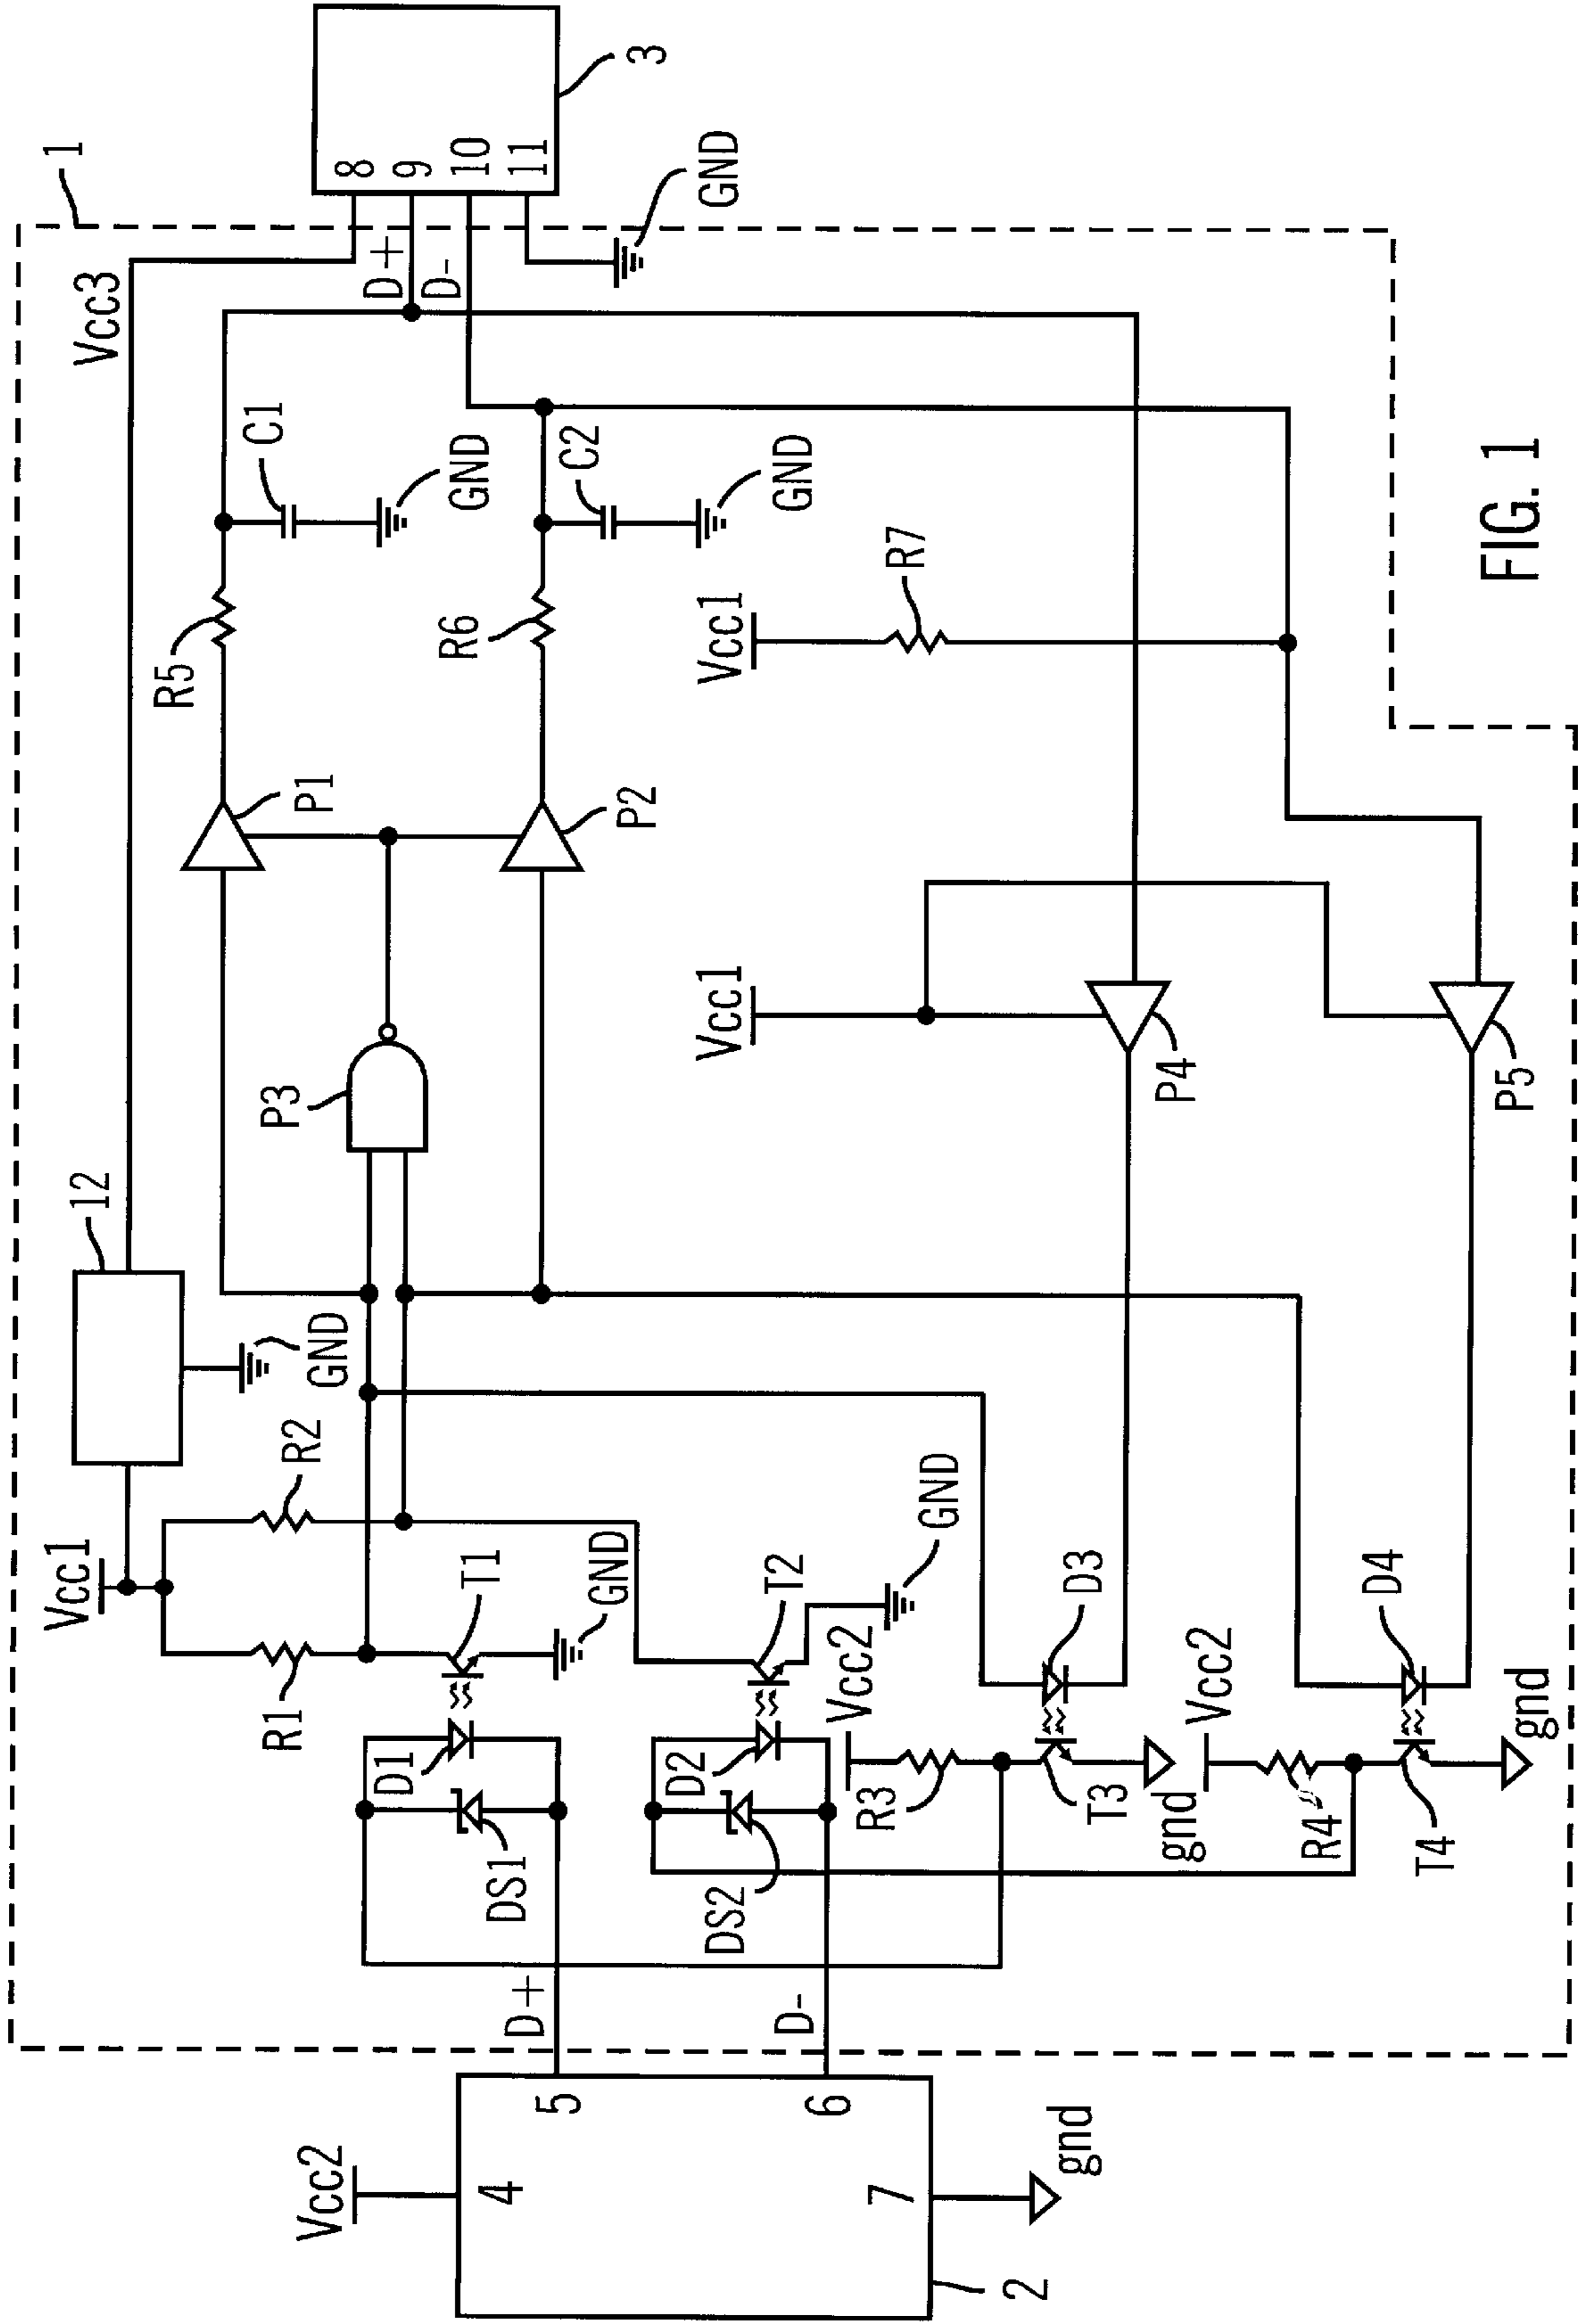 1
Vcc3
3
8
9
10
11
D+
D-
GND
C1
GND
C2
GND
R5
R6
Vcc1
R7
P1
P2
P3
12
GND
Vcc1
P4
P5
Vcc1
R2
R1
T1
GND
T2
GND
D1
DS1
D2
DS2
Vcc2
R3
D3
T3
gnd
Vcc2
R4
D4
T4
gnd
D+
D-
Vcc2
4
5
6
7
gnd
2
FIG. 1